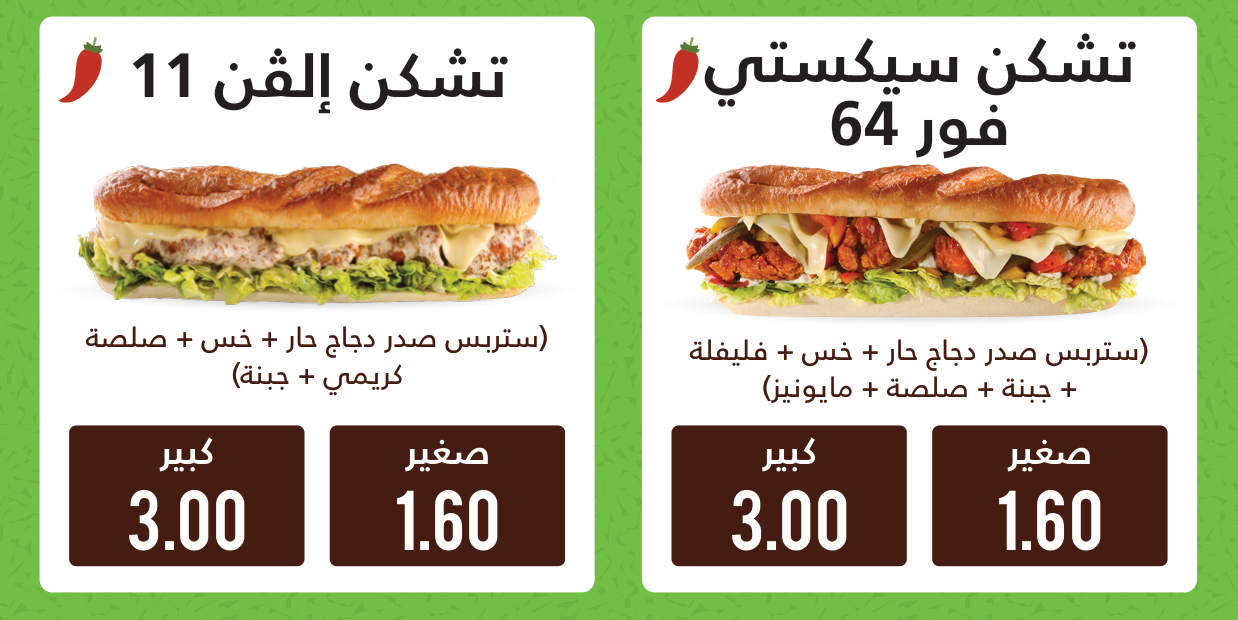 تشكن سيكستي
فور 64
(ستربس صدر دجاج حار + خس + فليفلة
+ جبنة + صلصة + مايونيز)
صغير
1.60
كبير
3.00
تشكن إلڤن 11
(ستربس صدر دجاج حار + خس + صلصة
كريمي + جبنة)
صغير
1.60
كبير
3.00